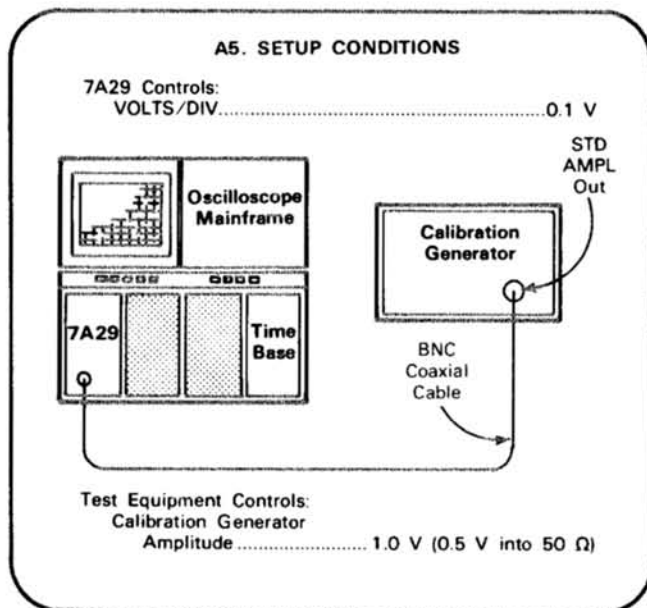 A5. SETUP CONDITIONS
7A29 Controls:
VOLTS/DIV..............................................0.1 V
STD
AMPL
Out
Oscilloscope
Mainframe
Calibration
Generator
7A29
Time
Base
BNC
Coaxial
Cable
Test Equipment Controls:
Calibration Generator
Amplitude..................... 1.0 V (0.5 V into 50 Ω)